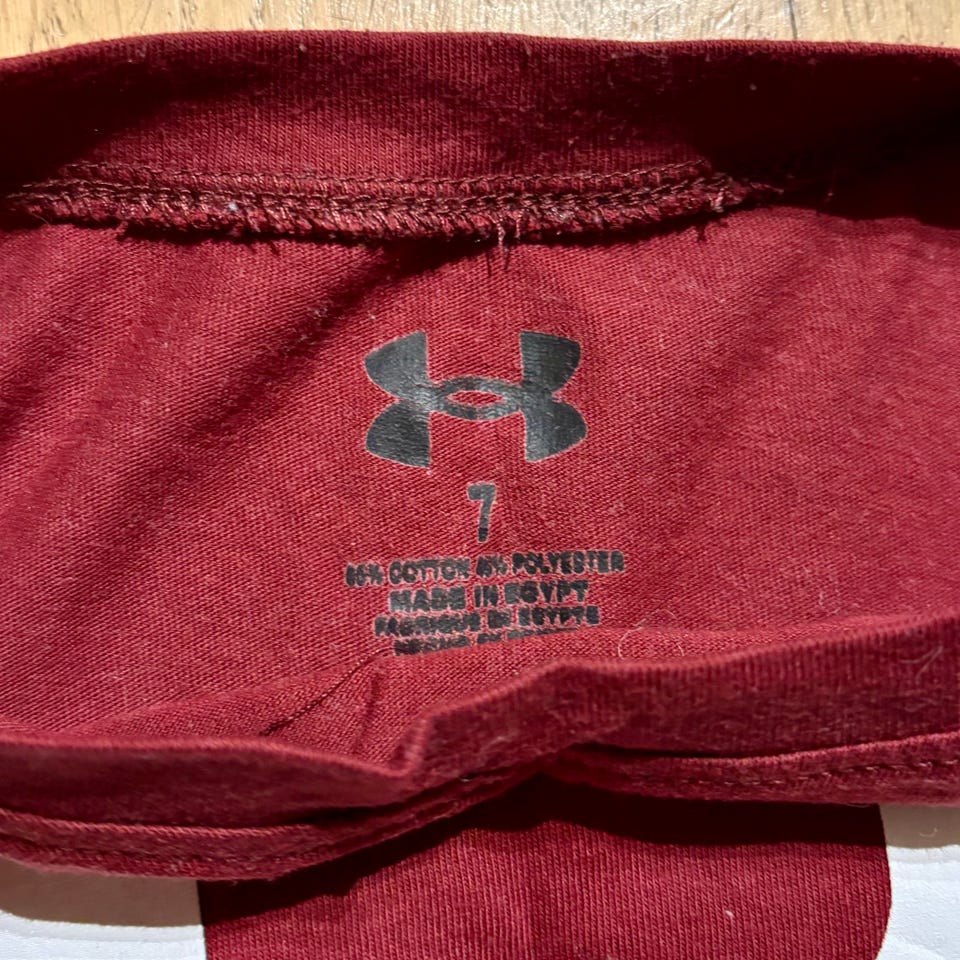 7
COTTON POLYESTER
MADE IN EGYPT
FABRIQUE EN EGYPTE